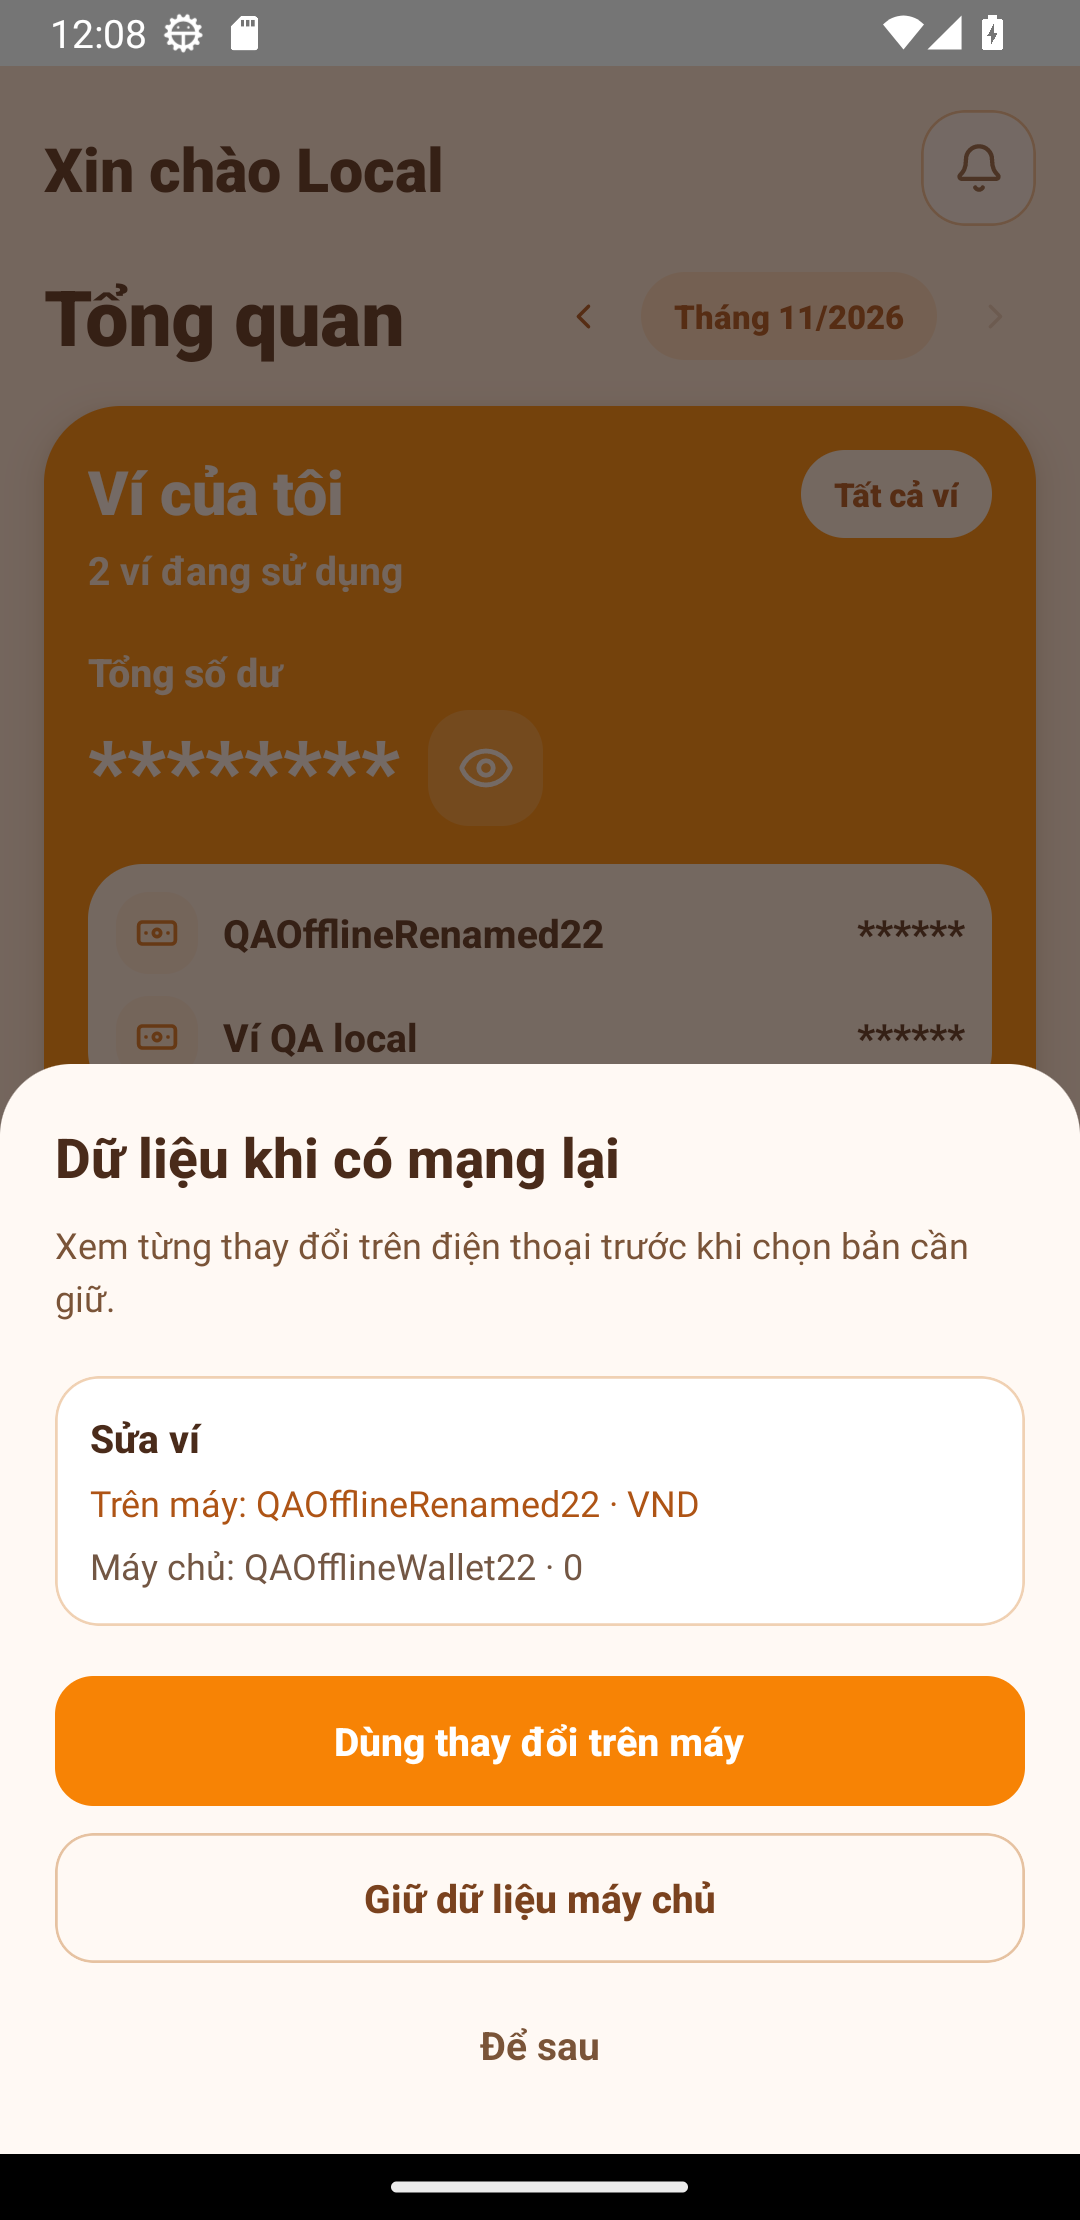 12:08
Xin chào Local
Tổng quan
Tháng 11/2026
Ví của tôi
Tất cả ví
2 ví đang sử dụng
Tổng số dư
********
QAOfflineRenamed22
******
Ví QA local
******
Dữ liệu khi có mạng lại
Xem từng thay đổi trên điện thoại trước khi chọn bản cần
giữ.
Sửa ví
Trên máy: QAOfflineRenamed22 · VND
Máy chủ: QAOfflineWallet22 · 0
Dùng thay đổi trên máy
Giữ dữ liệu máy chủ
Để sau